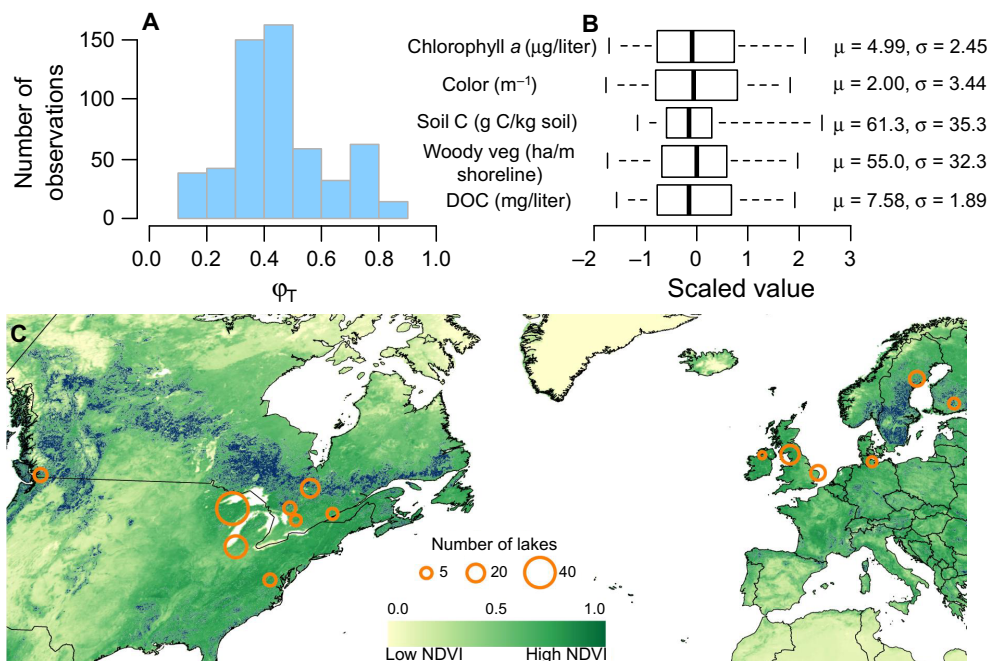 A
Number of
observations
150
100
50
0
0.0 0.2 0.4 0.6 0.8 1.0
φT
B
Chlorophyll a (μg/liter)
Color (m–1)
Soil C (g C/kg soil)
Woody veg (ha/m
shoreline)
DOC (mg/liter)
μ = 4.99, σ = 2.45
μ = 2.00, σ = 3.44
μ = 61.3, σ = 35.3
μ = 55.0, σ = 32.3
μ = 7.58, σ = 1.89
–2 –1 0 1 2 3
Scaled value
C
Number of lakes
5 20 40
0.0 0.5 1.0
Low NDVI High NDVI